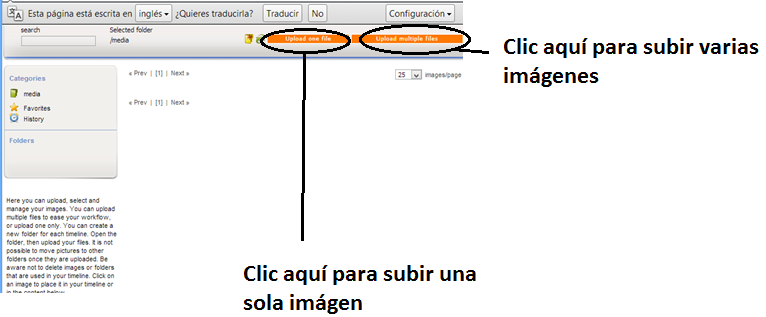 Esta página está escrita en inglés ¿Quieres traducirla? Traducir No Configuración
search Selected folder
/media Upload one file Upload multiple files
Clic aquí para subir varias
imágenes
Categories
media
Favorites
History
Folders
« Prev | [1] | Next »
25 images/page
« Prev | [1] | Next »
Here you can upload, select and
manage your images. You can upload
multiple files to ease your workflow,
or upload one only. You can create a
new folder for each timeline. Open the
folder, then upload your files. It is not
possible to move pictures to other
folders once they are uploaded. Be
aware not to delete images or folders
that are used in your timeline. Click on
an image to place it in your timeline or
in the content below
Clic aquí para subir una
sola imágen